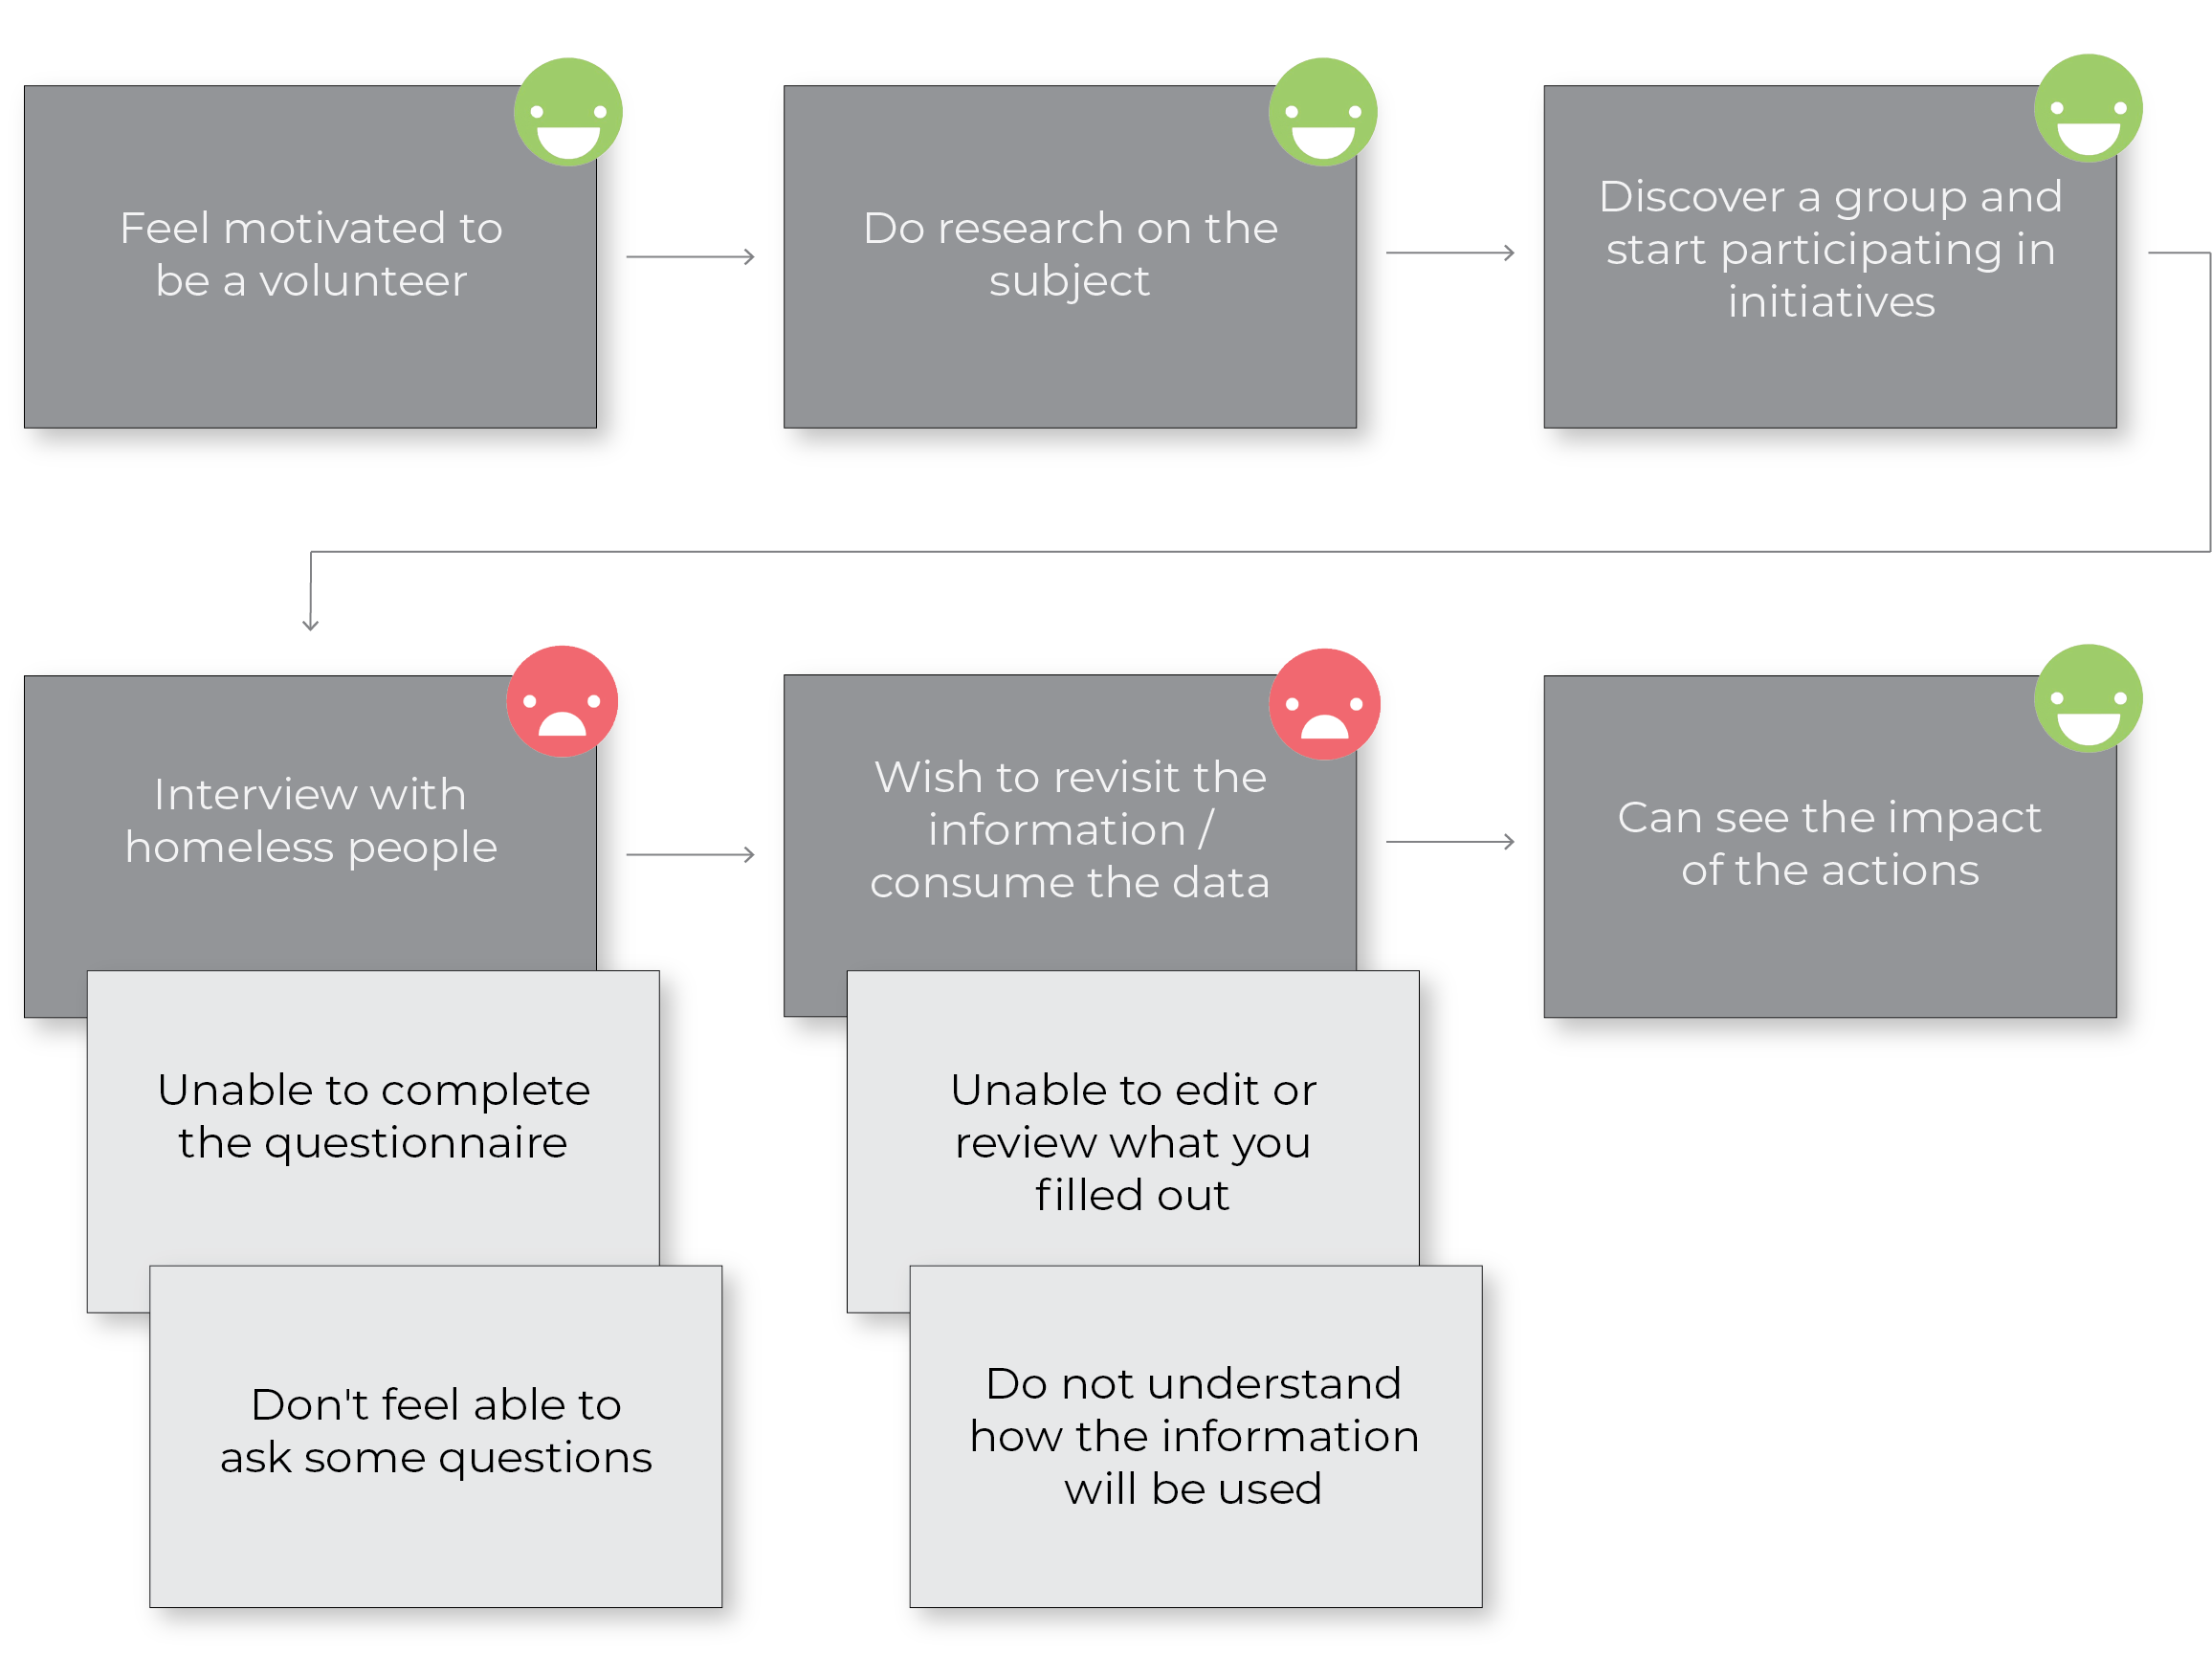 Feel motivated to
be a volunteer
Do research on the
subject
Discover a group and
start participating in
initiatives
Interview with
homeless people
Unable to complete
the questionnaire
Don't feel able to
ask some questions
Wish to revisit the
information /
consume the data
Unable to edit or
review what you
filled out
Do not understand
how the information
will be used
Can see the impact
of the actions